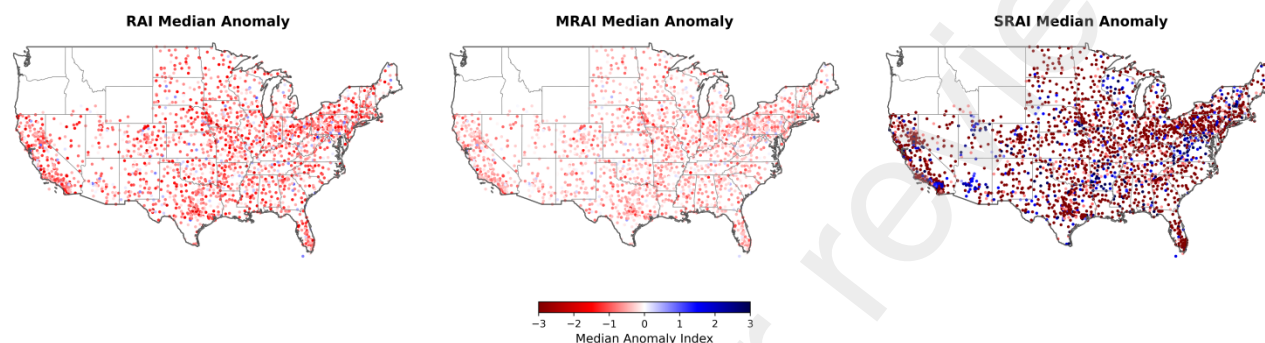 RAI Median Anomaly
MRAI Median Anomaly
SRAI Median Anomaly
−3 −2 −1 0 1 2 3
Median Anomaly Index